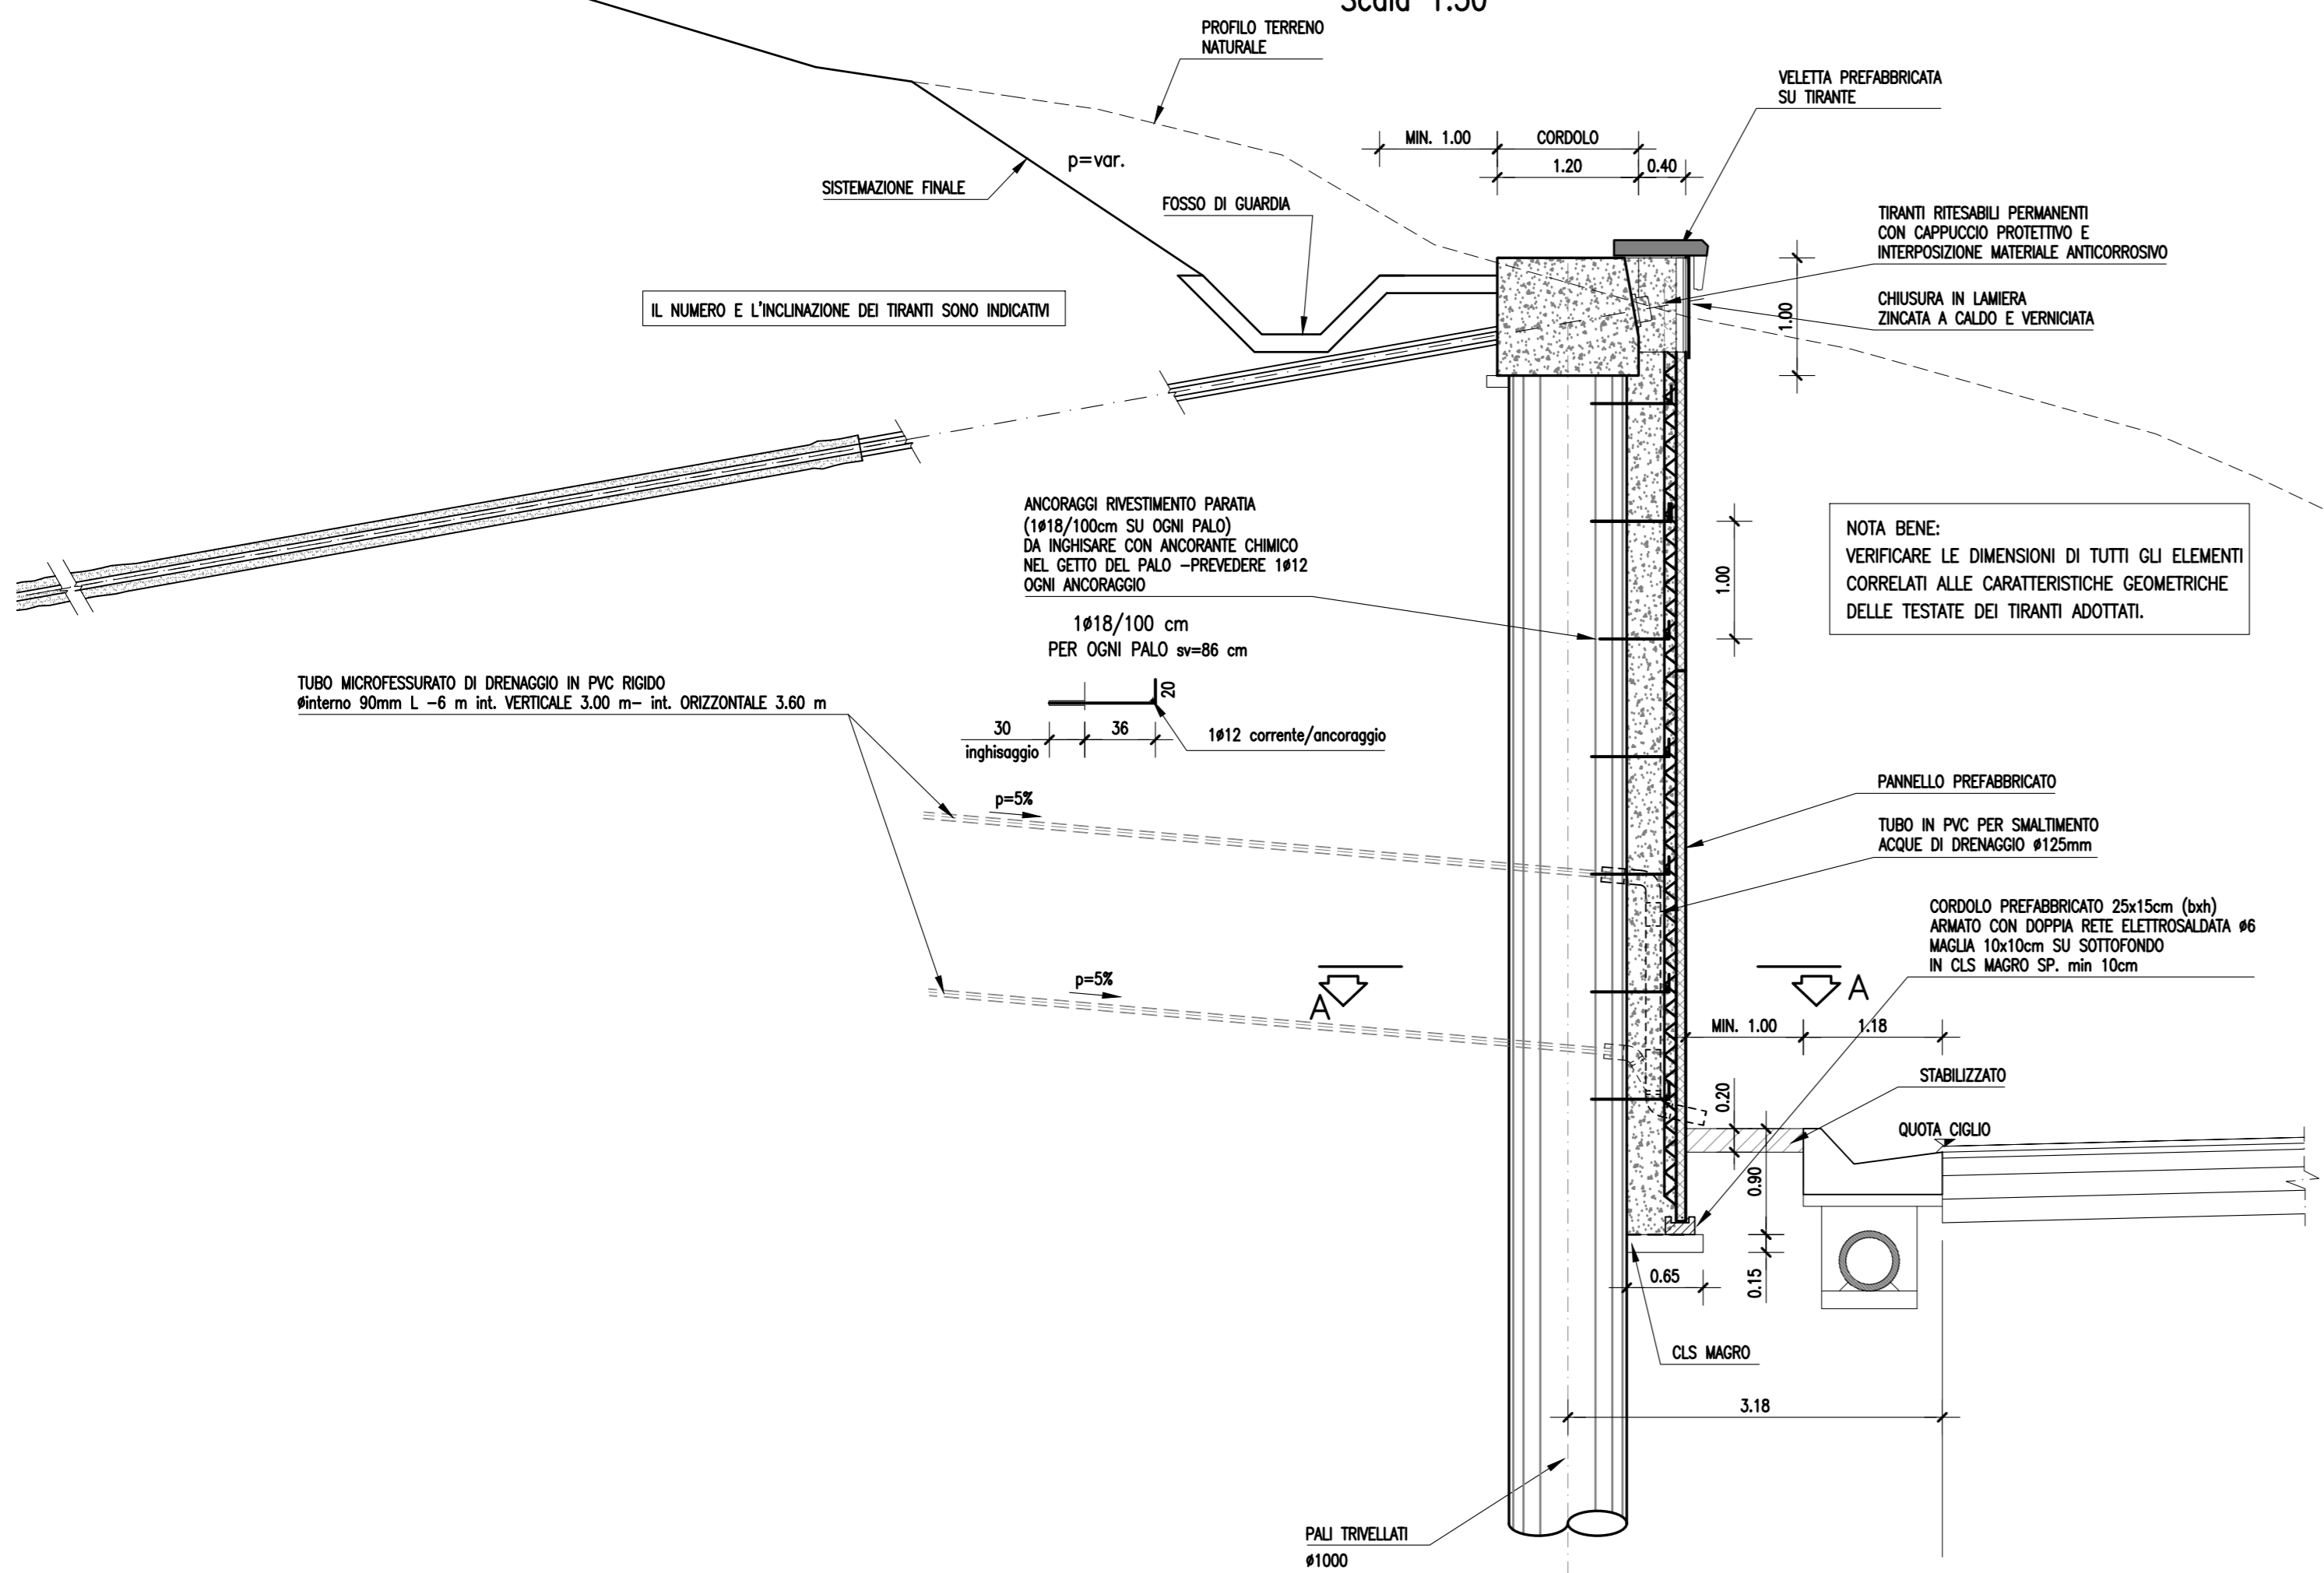 Scala 1:50
PROFILO TERRENO
NATURALE
VELETTA PREFABBRICATA
SU TIRANTE
MIN. 1.00
CORDOLO
1.20
0.40
p=var.
SISTEMAZIONE FINALE
FOSSO DI GUARDIA
TIRANTI RITESABILI PERMANENTI
CON CAPPUCCIO PROTETTIVO E
INTERPOSIZIONE MATERIALE ANTICORROSIVO
IL NUMERO E L'INCLINAZIONE DEI TIRANTI SONO INDICATIVI
CHIUSURA IN LAMIERA
ZINCATA A CALDO E VERNICIATA
1.00
ANCORAGGI RIVESTIMENTO PARATIA
(1ø18/100cm SU OGNI PALO)
DA INGHISARE CON ANCORANTE CHIMICO
NEL GETTO DEL PALO -PREVEDERE 1ø12
OGNI ANCORAGGIO
1.00
NOTA BENE:
VERIFICARE LE DIMENSIONI DI TUTTI GLI ELEMENTI
CORRELATI ALLE CARATTERISTICHE GEOMETRICHE
DELLE TESTATE DEI TIRANTI ADOTTATI.
1ø18/100 cm
PER OGNI PALO sv=86 cm
TUBO MICROFESSURATO DI DRENAGGIO IN PVC RIGIDO
øinterno 90mm L -6 m int. VERTICALE 3.00 m- int. ORIZZONTALE 3.60 m
20
30
36
inghisaggio
1ø12 corrente/ancoraggio
p=5%
PANNELLO PREFABBRICATO
TUBO IN PVC PER SMALTIMENTO
ACQUE DI DRENAGGIO ø125mm
CORDOLO PREFABBRICATO 25x15cm (bxh)
ARMATO CON DOPPIA RETE ELETTROSALDATA ø6
MAGLIA 10x10cm SU SOTTOFONDO
IN CLS MAGRO SP. min 10cm
p=5%
A
A
MIN. 1.00
1.18
STABILIZZATO
0.20
QUOTA CIGLIO
0.90
0.65
0.15
CLS MAGRO
3.18
PALI TRIVELLATI
ø1000